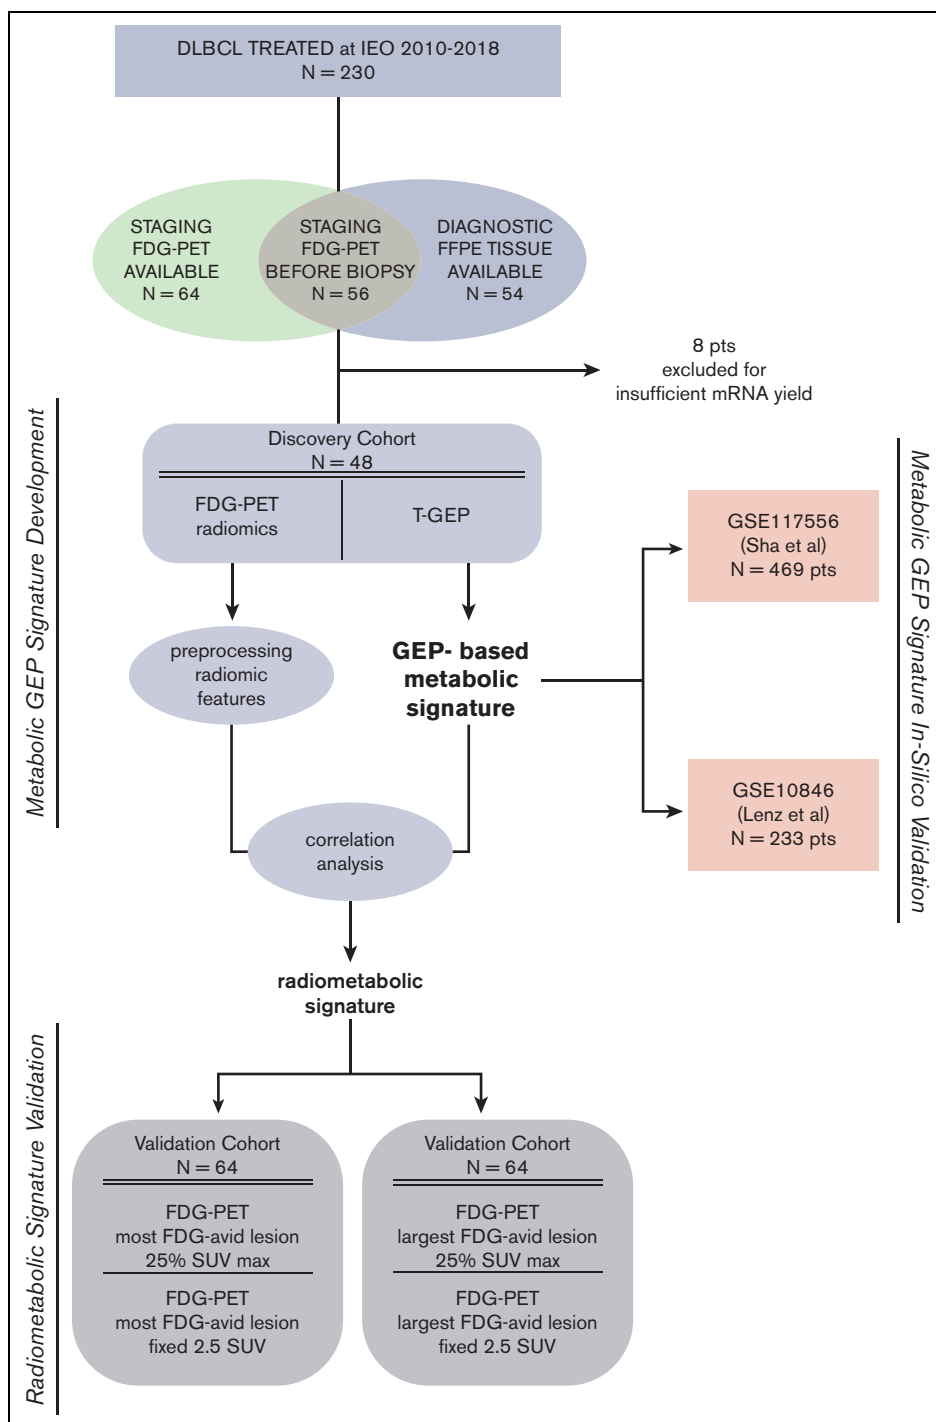 DLBCL TREATED at IEO 2010-2018
N = 230
STAGING
FDG-PET
AVAILABLE
N = 64
STAGING
FDG-PET
BEFORE BIOPSY
N = 56
DIAGNOSTIC
FFPE TISSUE
AVAILABLE
N = 54
8 pts
excluded for
insufficient mRNA yield
Metabolic GEP Signature Development
Discovery Cohort
N = 48
FDG-PET
radiomics
T-GEP
preprocessing
radiomic
features
GEP- based
metabolic
signature
correlation
analysis
GSE117556
(Sha et al)
N = 469 pts
GSE10846
(Lenz et al)
N = 233 pts
Metabolic GEP Signature In-Silico Validation
radiometabolic
signature
Radiometabolic Signature Validation
Validation Cohort
N = 64
FDG-PET
most FDG-avid lesion
25% SUV max
FDG-PET
most FDG-avid lesion
fixed 2.5 SUV
Validation Cohort
N = 64
FDG-PET
largest FDG-avid lesion
25% SUV max
FDG-PET
largest FDG-avid lesion
fixed 2.5 SUV